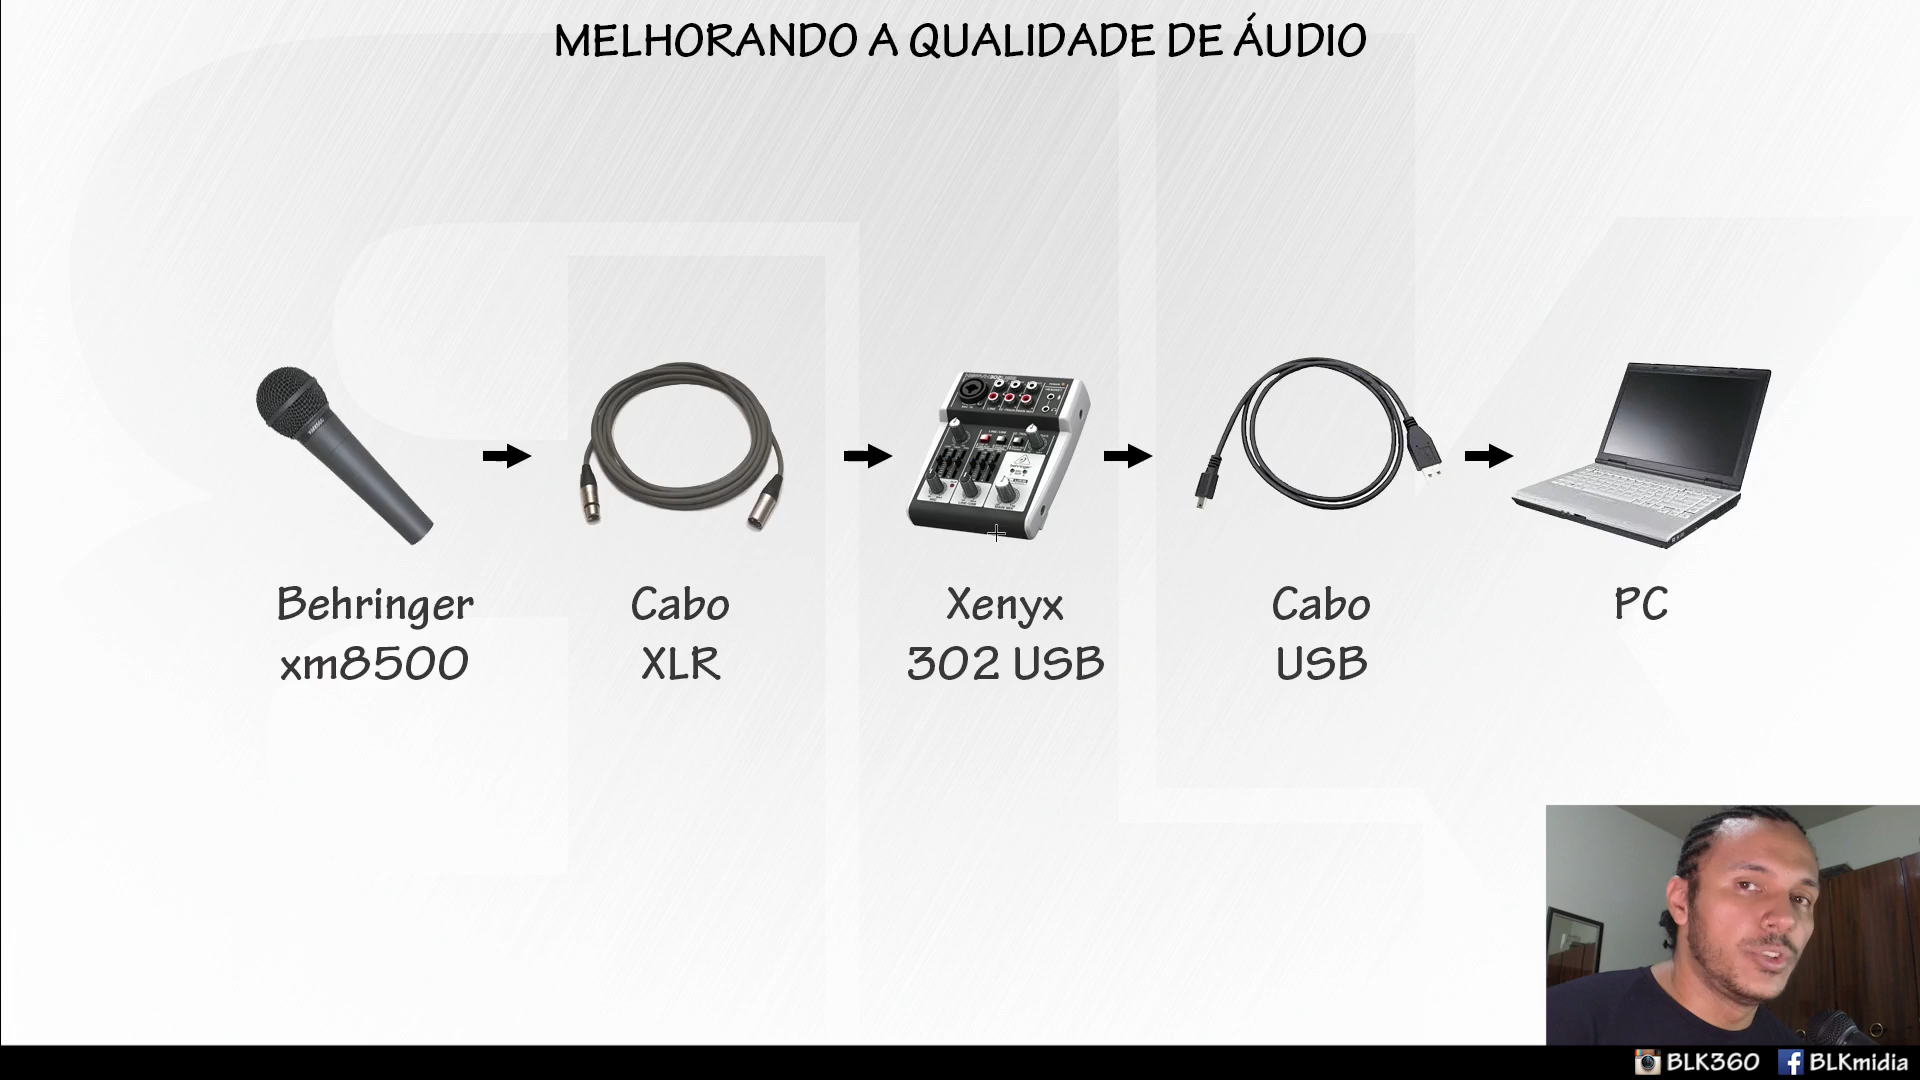 MELHORANDO A QUALIDADE DE ÁUDIO
Behringer
xm8500
Cabo
XLR
Xenyx
302 USB
Cabo
USB
PC
BLK360
BLKmidia